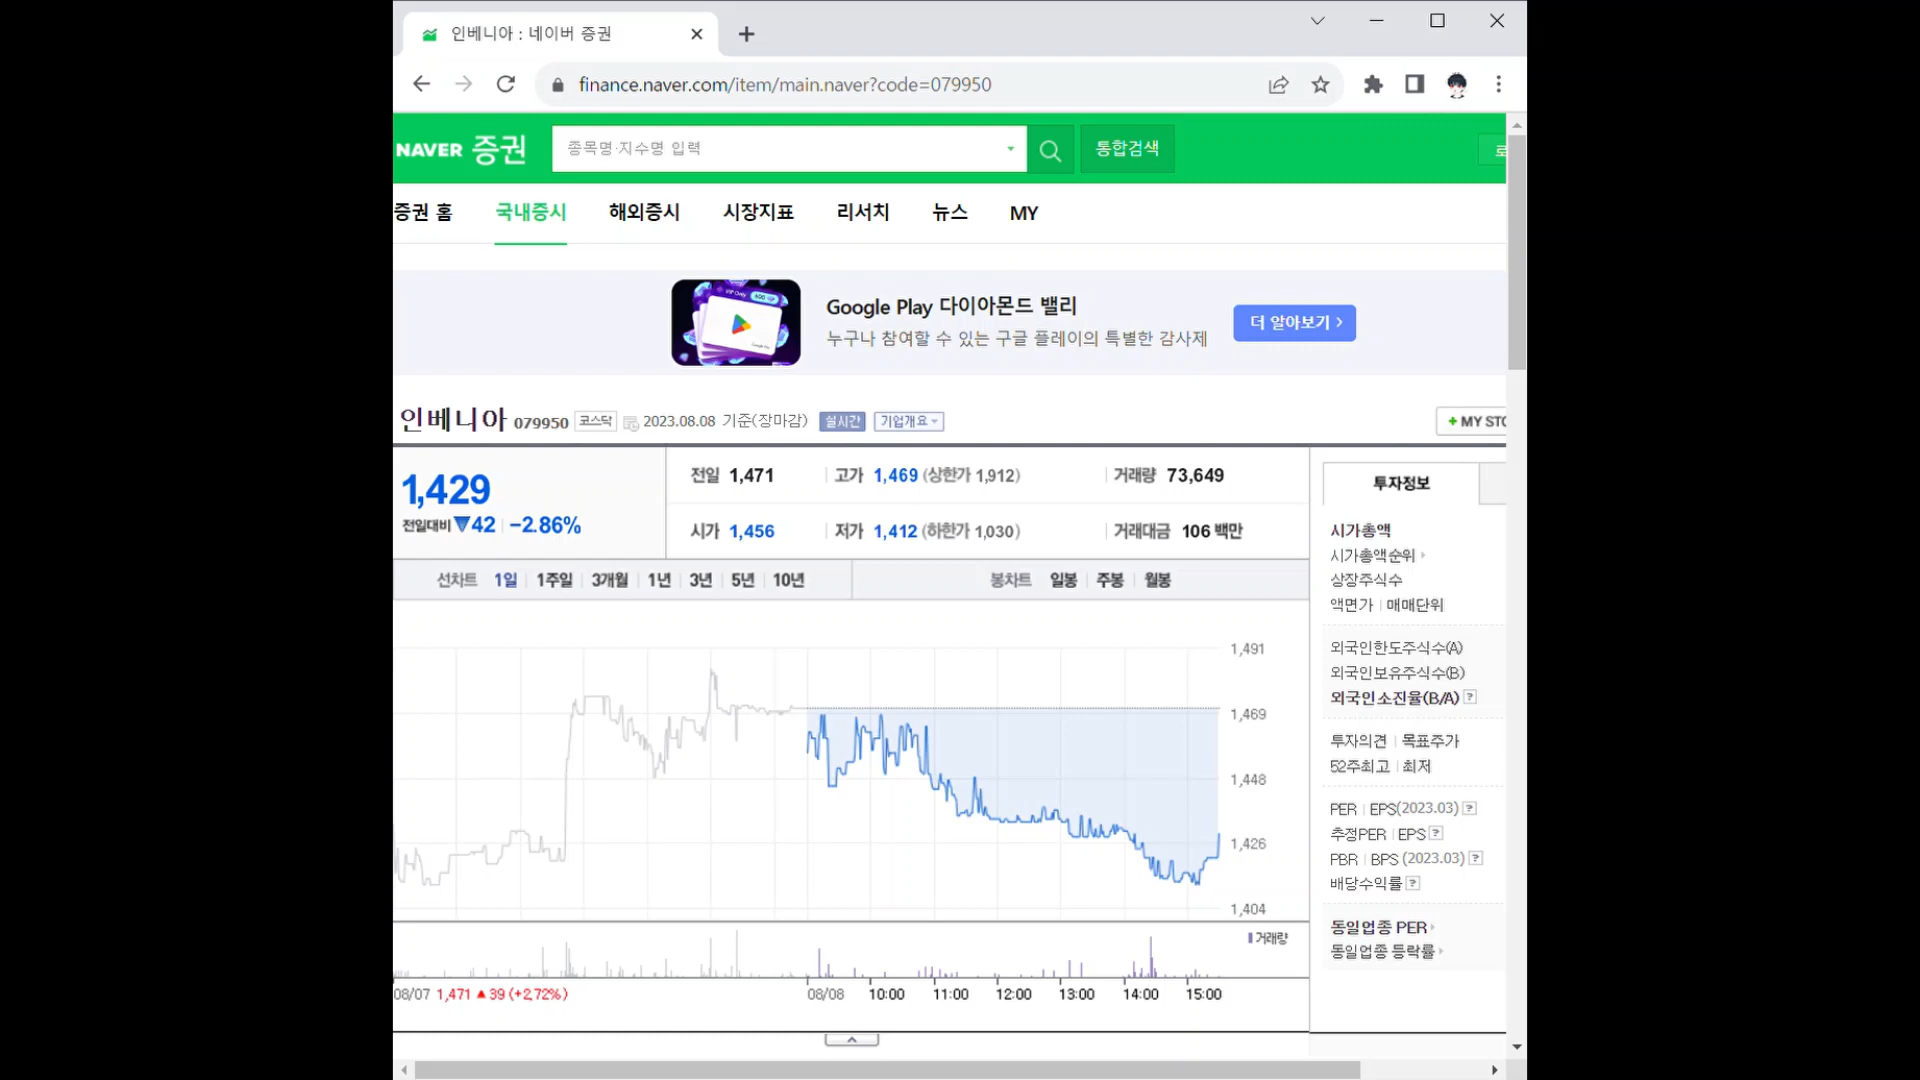 인베니아 : 네이버 증권
finance.naver.com/item/main.naver?code=079950
NAVER 증권
종목명·지수명 입력
통합검색
증권 홈 국내증시 해외증시 시장지표 리서치 뉴스 MY
Google Play 다이아몬드 밸리
누구나 참여할 수 있는 구글 플레이의 특별한 감사제
더 알아보기
인베니아 079950 코스닥 2023.08.08 기준(장마감) 실시간 기업개요
+ MY STO
1,429
전일대비 ▼42 -2.86%
전일 1,471 고가 1,469 (상한가 1,912) 거래량 73,649
시가 1,456 저가 1,412 (하한가 1,030) 거래대금 106 백만
선차트 1일 1주일 3개월 1년 3년 5년 10년 봉차트 일봉 주봉 월봉
1,491
1,469
1,448
1,426
1,404
거래량
08/07 1,471 ▲39 (+2,72%) 08/08 10:00 11:00 12:00 13:00 14:00 15:00
투자정보
시가총액
시가총액순위
상장주식수
액면가 매매단위
외국인한도주식수(A)
외국인보유주식수(B)
외국인소진율(B/A) ?
투자의견 목표주가
52주최고 최저
PER EPS(2023.03) ?
추정PER EPS ?
PBR BPS (2023.03) ?
배당수익률 ?
동일업종 PER
동일업종 등락률